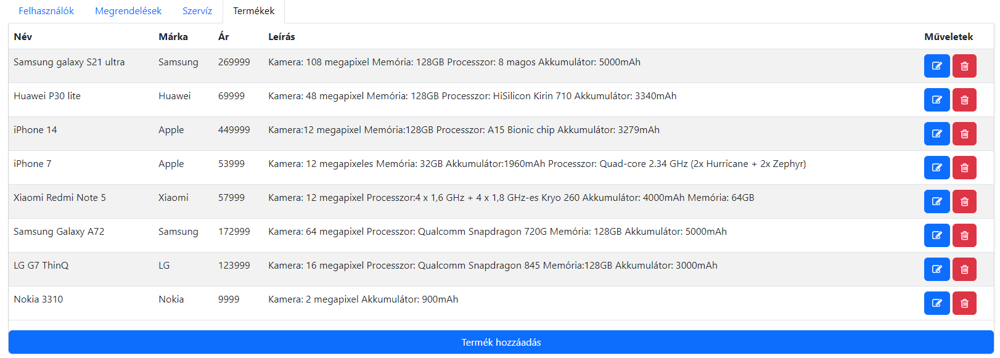 Felhasználók Megrendelések Szervíz Termékek
Név Márka Ár Leírás Műveletek
Samsung galaxy S21 ultra Samsung 269999 Kamera: 108 megapixel Memória: 128GB Processzor: 8 magos Akkumulátor: 5000mAh
Huawei P30 lite Huawei 69999 Kamera: 48 megapixel Memória: 128GB Processzor: HiSilicon Kirin 710 Akkumulátor: 3340mAh
iPhone 14 Apple 449999 Kamera:12 megapixel Memória:128GB Processzor: A15 Bionic chip Akkumulátor: 3279mAh
iPhone 7 Apple 53999 Kamera: 12 megapixeles Memória: 32GB Akkumulátor:1960mAh Processzor: Quad-core 2.34 GHz (2x Hurricane + 2x Zephyr)
Xiaomi Redmi Note 5 Xiaomi 57999 Kamera: 12 megapixel Processzor:4 x 1,6 GHz + 4 x 1,8 GHz-es Kryo 260 Akkumulátor: 4000mAh Memória: 64GB
Samsung Galaxy A72 Samsung 172999 Kamera: 64 megapixel Processzor: Qualcomm Snapdragon 720G Memória: 128GB Akkumulátor: 5000mAh
LG G7 ThinQ LG 123999 Kamera: 16 megapixel Processzor: Qualcomm Snapdragon 845 Memória:128GB Akkumulátor: 3000mAh
Nokia 3310 Nokia 9999 Kamera: 2 megapixel Akkumulátor: 900mAh
Termék hozzáadás